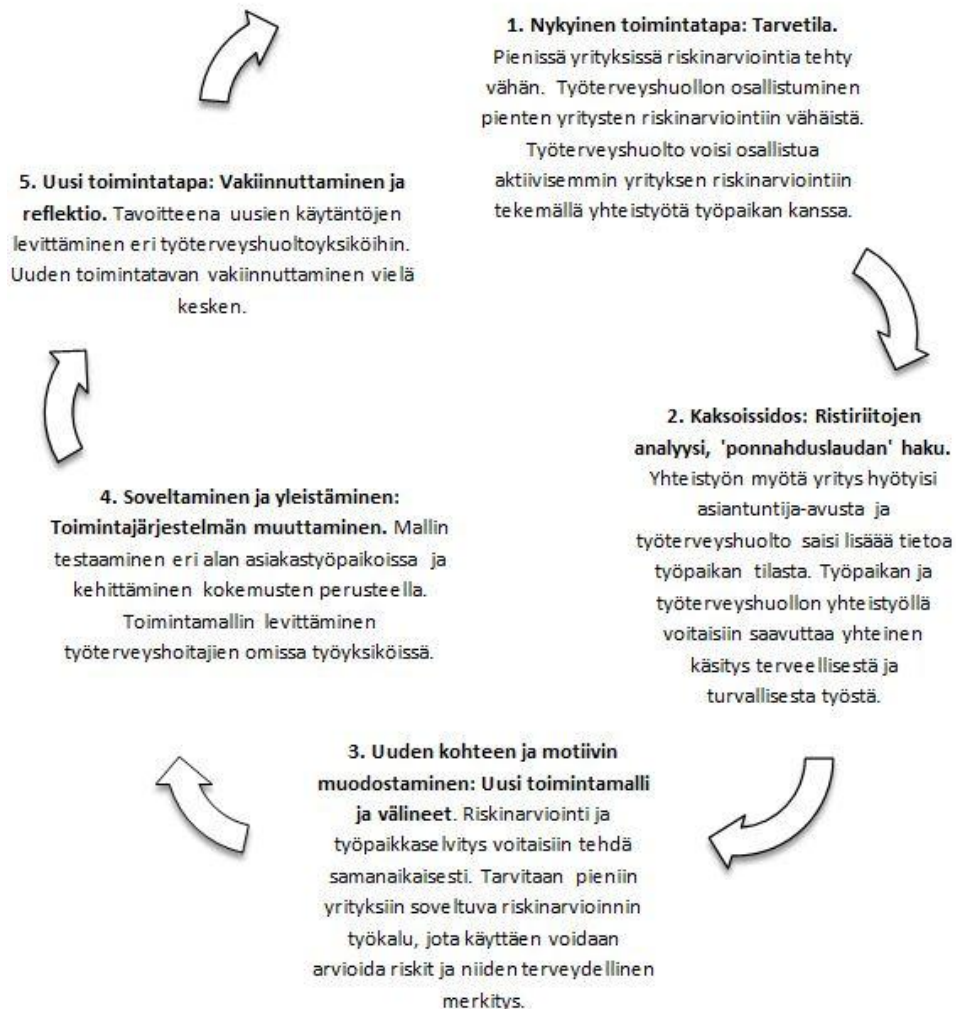 1. Nykyinen toimintatapa: Tarvetila.
Pienissä yrityksissä riskinarviointia tehty
vähän. Työterveyshuollon osallistuminen
pienten yritysten riskinarviointiin vähäistä.
Työterveyshuolto voisi osallistua
aktiivisemmin yrityksen riskinarviointiin
tekemällä yhteistyötä työpaikan kanssa.
2. Kaksoissidos: Ristiriitojen
analyysi, 'ponnahduslaudan' haku.
Yhteistyön myötä yritys hyötyisi
asiantuntija-avusta ja
työterveyshuolto saisi lisäää tietoa
työpaikan tilasta. Työpaikan ja
työterveyshuollon yhteistyöllä
voitaisiin saavuttaa yhteinen
käsitys terveellisestä ja
turvallisesta työstä.
3. Uuden kohteen ja motiivin
muodostaminen: Uusi toimintamalli
ja välineet. Riskinarviointi ja
työpaikkaselvitys voitaisiin tehdä
samanaikaisesti. Tarvitaan pieniin
yrityksiin soveltuva riskinarvioinnin
työkalu, jota käyttäen voidaan
arvioida riskit ja niiden terveydellinen
merkitys.
4. Soveltaminen ja yleistäminen:
Toimintajärjestelmän muuttaminen. Mallin
testaaminen eri alan asiakastyöpaikoissa ja
kehittäminen kokemusten perusteella.
Toimintamallin levittäminen
työterveyshoitajien omissa työyksiköissä.
5. Uusi toimintatapa: Vakiinnuttaminen ja
reflektio. Tavoitteena uusien käytäntöjen
levittäminen eri työterveyshuoltoyksiköihin.
Uuden toimintatavan vakiinnuttaminen vielä
kesken.